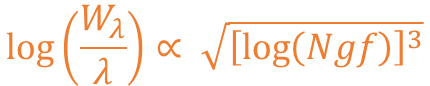 log(W_λ/λ) ∝ √[log(Ngf)]³